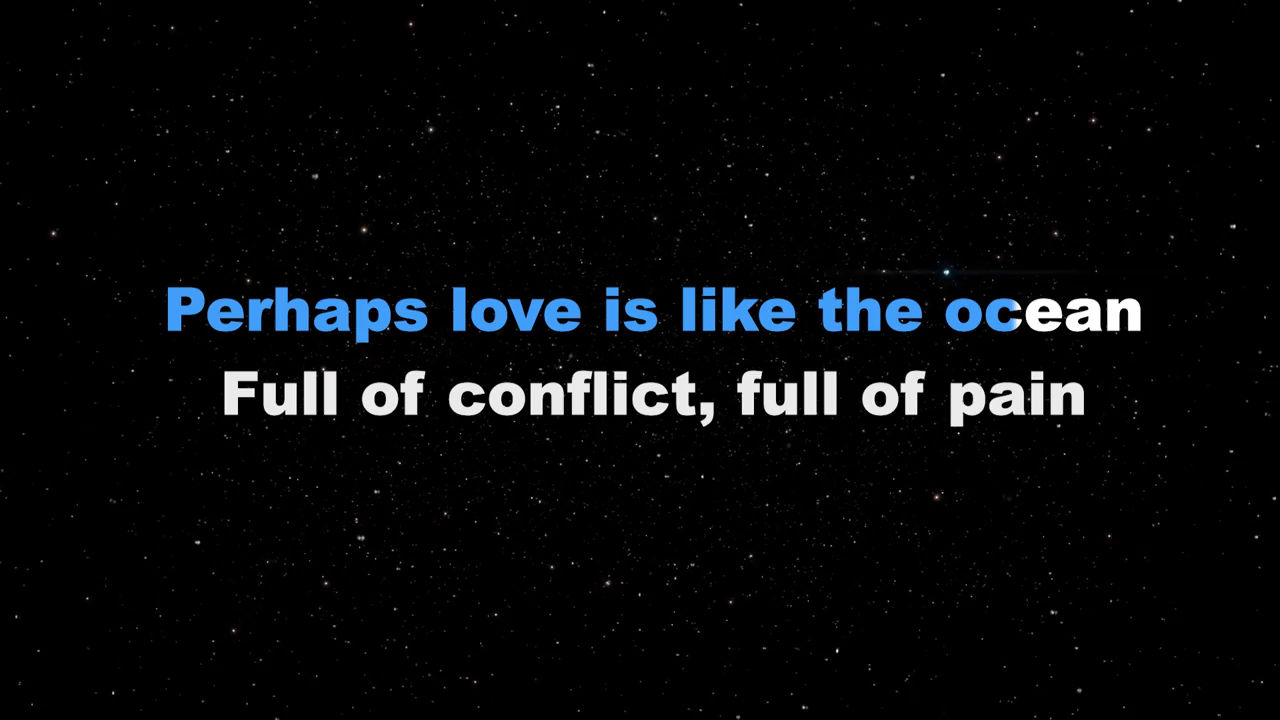 Perhaps love is like the ocean
Full of conflict, full of pain